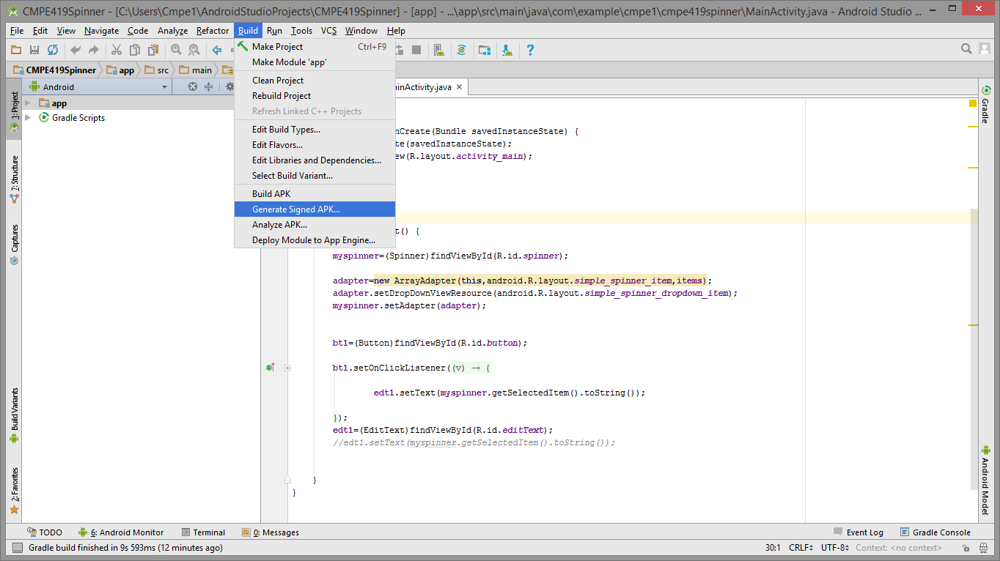 CMPE419Spinner - [C:\Users\Cmpe1\AndroidStudioProjects\CMPE419Spinner] - [app] - ...\app\src\main\java\com\example\cmpe1\cmpe419spinner\MainActivity.java - Android Studio ...
File Edit View Navigate Code Analyze Refactor Build Run Tools VCS Window Help
CMPE419Spinner app src main
Android
app
Gradle Scripts
1: Project
7: Structure
Captures
Build Variants
2: Favorites
Make Project Ctrl+F9
Make Module 'app'
Clean Project
Rebuild Project
Refresh Linked C++ Projects
Edit Build Types...
Edit Flavors...
Edit Libraries and Dependencies...
Select Build Variant...
Build APK
Generate Signed APK...
Analyze APK...
Deploy Module to App Engine...
ainActivity.java
nCreate(Bundle savedInstanceState) {
te(savedInstanceState);
ew(R.layout.activity_main);
t() {
myspinner=(Spinner)findViewById(R.id.spinner);
adapter=new ArrayAdapter(this,android.R.layout.simple_spinner_item,items);
adapter.setDropDownViewResource(android.R.layout.simple_spinner_dropdown_item);
myspinner.setAdapter(adapter);
bt1=(Button)findViewById(R.id.button);
bt1.setOnClickListener((v) → {
edt1.setText(myspinner.getSelectedItem().toString());
});
edt1=(EditText)findViewById(R.id.editText);
//edt1.setText(myspinner.getSelectedItem().toString());
}
}
Gradle
Android Model
TODO 6: Android Monitor Terminal 0: Messages Event Log Gradle Console
Gradle build finished in 9s 593ms (12 minutes ago) 30:1 CRLF UTF-8 Context: <no context>